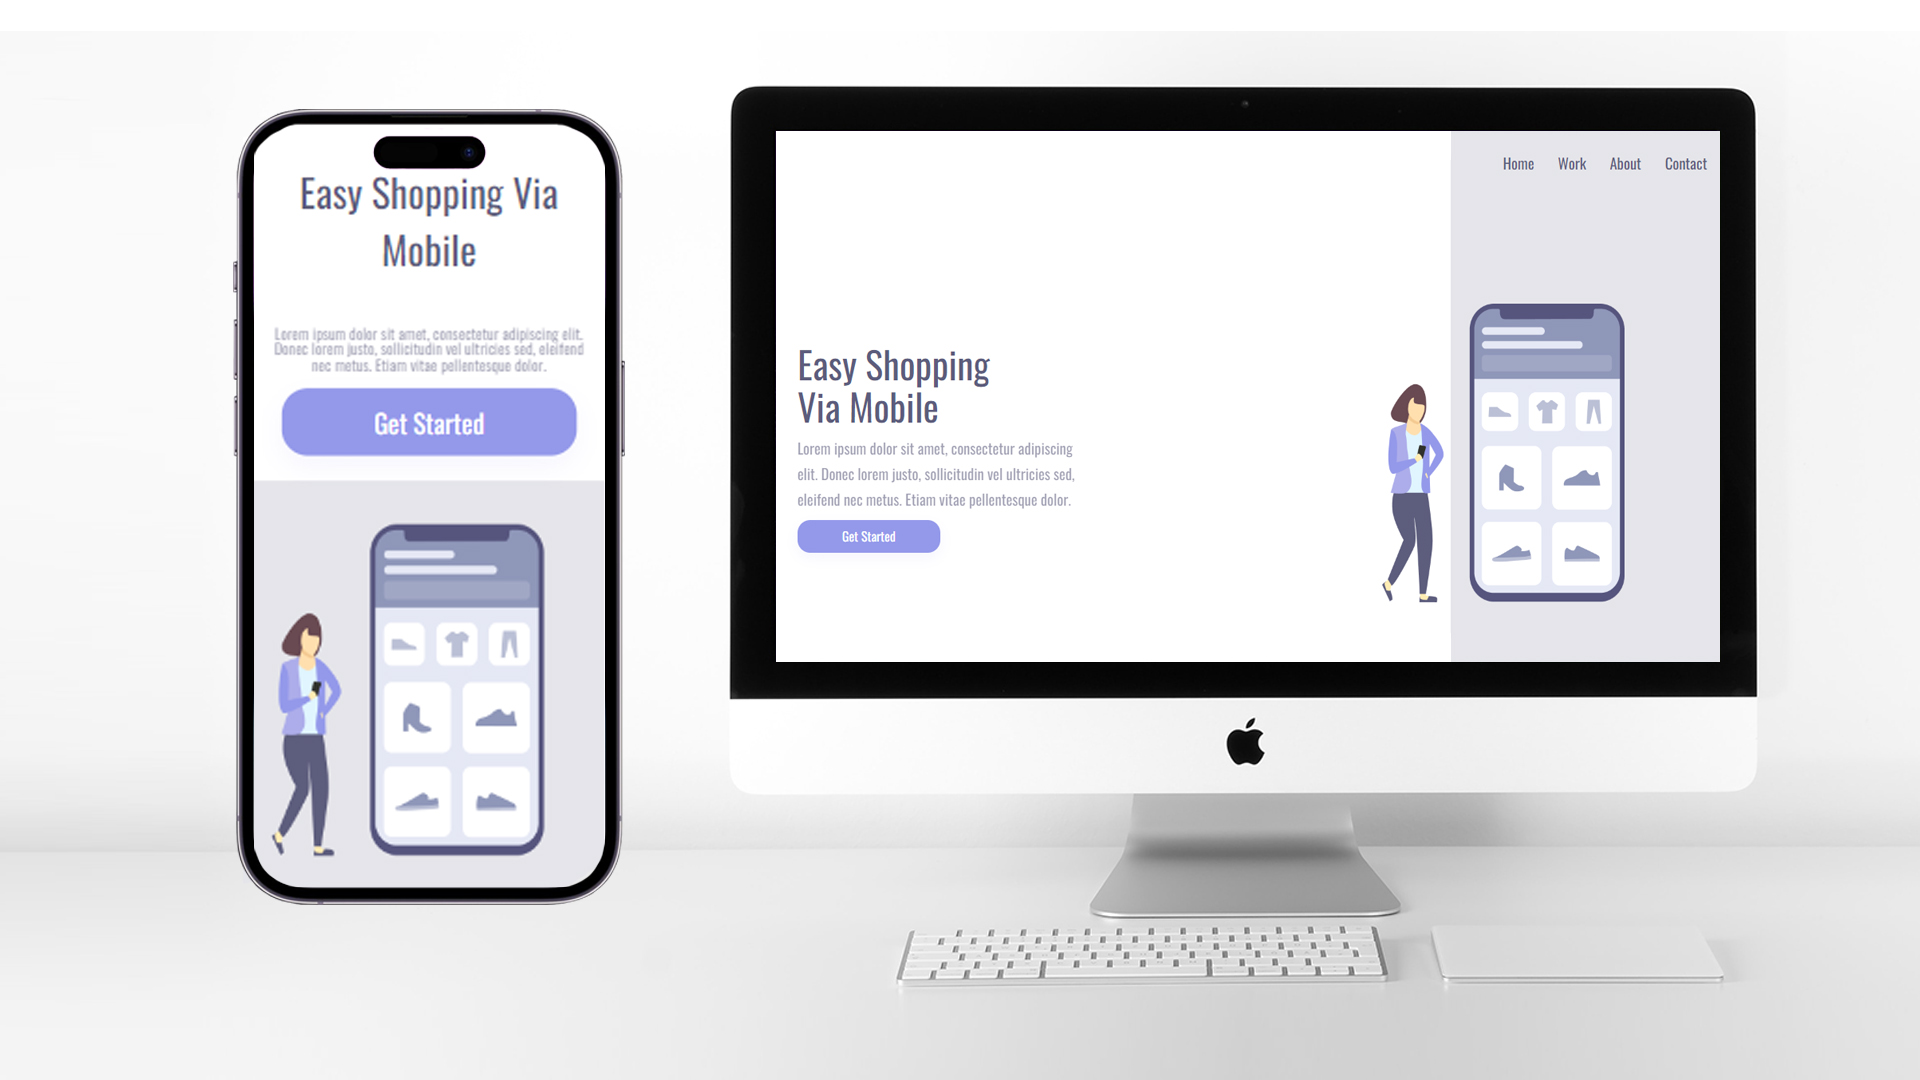 Easy Shopping Via
Mobile
Lorem ipsum dolor sit amet, consectetur adipiscing elit.
Donec lorem justo, sollicitudin vel ultricies sed, eleifend
nec metus. Etiam vitae pellentesque dolor.
Get Started
Home Work About Contact
Easy Shopping
Via Mobile
Lorem ipsum dolor sit amet, consectetur adipiscing
elit. Donec lorem justo, sollicitudin vel ultricies sed,
eleifend nec metus. Etiam vitae pellentesque dolor.
Get Started